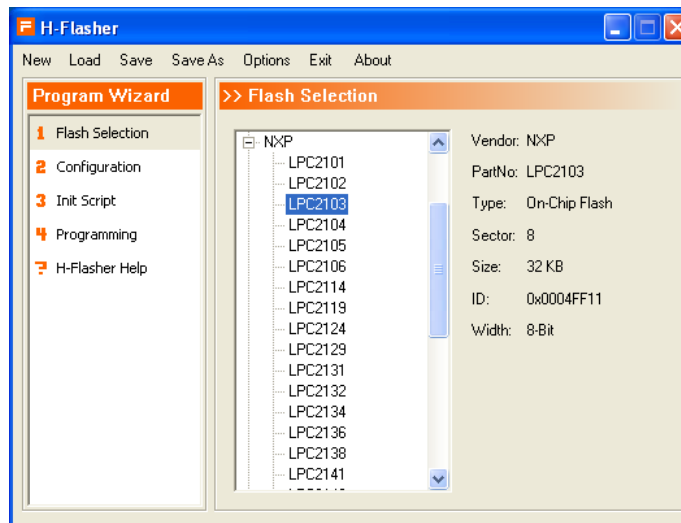 H-Flasher
New Load Save Save As Options Exit About
Program Wizard
1 Flash Selection
2 Configuration
3 Init Script
4 Programming
? H-Flasher Help
>> Flash Selection
NXP
LPC2101
LPC2102
LPC2103
LPC2104
LPC2105
LPC2106
LPC2114
LPC2119
LPC2124
LPC2129
LPC2131
LPC2132
LPC2134
LPC2136
LPC2138
LPC2141
Vendor: NXP
PartNo: LPC2103
Type: On-Chip Flash
Sector: 8
Size: 32 KB
ID: 0x0004FF11
Width: 8-Bit